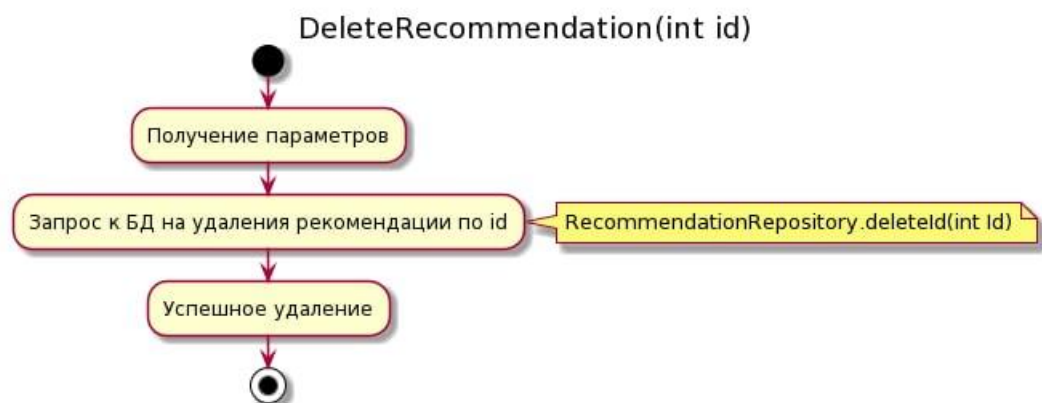 DeleteRecommendation(int id)
Получение параметров
Запрос к БД на удаления рекомендации по id
RecommendationRepository.deleteId(int Id)
Успешное удаление